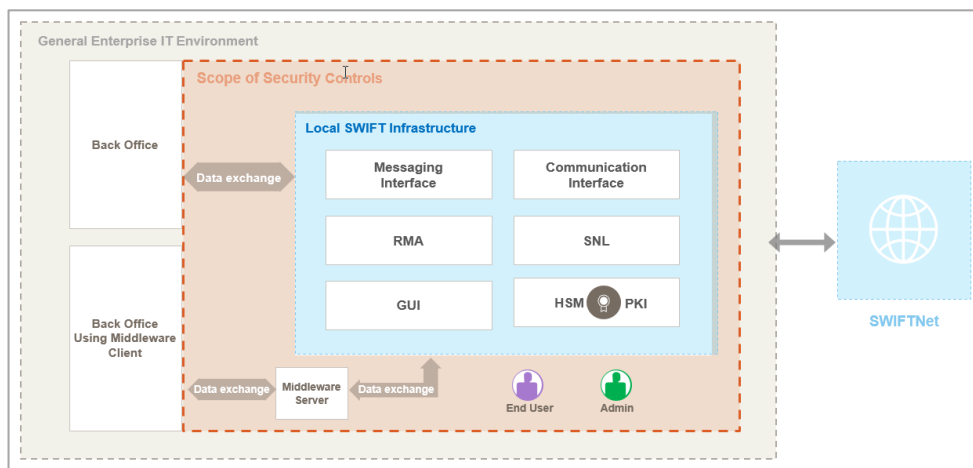 General Enterprise IT Environment
Scope of Security Controls
Back Office
Data exchange
Local SWIFT Infrastructure
Messaging
Interface
Communication
Interface
RMA
SNL
GUI
HSM PKI
Back Office
Using Middleware
Client
Data exchange
Middleware
Server
Data exchange
End User
Admin
SWIFTNet